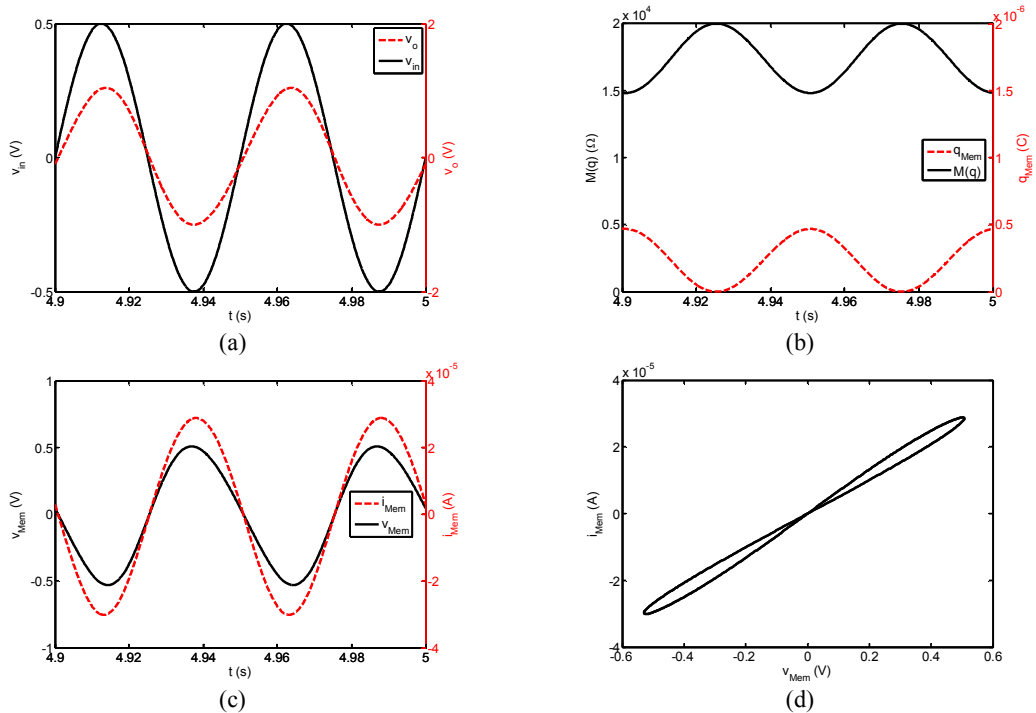 0.5
0
-0.5
v_in (V)
2
1
0
-1
-2
v_o (V)
v_o
v_in
4.9 4.92 4.94 4.96 4.98 5
t (s)
(a)
2 x 10^4
1.5
1
0.5
0
M(q) (Ω)
x 10^-6
2
1.5
1
0.5
0
q_Mem (C)
q_Mem
M(q)
4.9 4.92 4.94 4.96 4.98 5
t (s)
(b)
1
0.5
0
-0.5
-1
v_Mem (V)
x 10^-5
4
2
0
-2
-4
i_Mem (A)
i_Mem
v_Mem
4.9 4.92 4.94 4.96 4.98 5
t (s)
(c)
4 x 10^-5
2
0
-2
-4
i_Mem (A)
-0.6 -0.4 -0.2 0 0.2 0.4 0.6
v_Mem (V)
(d)